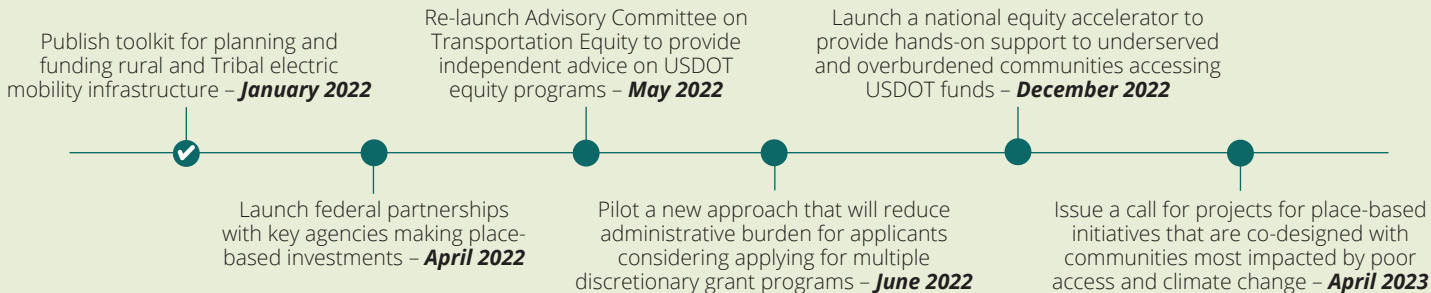 Publish toolkit for planning and
funding rural and Tribal electric
mobility infrastructure – January 2022
Launch federal partnerships
with key agencies making place-
based investments – April 2022
Re-launch Advisory Committee on
Transportation Equity to provide
independent advice on USDOT
equity programs – May 2022
Pilot a new approach that will reduce
administrative burden for applicants
considering applying for multiple
discretionary grant programs – June 2022
Launch a national equity accelerator to
provide hands-on support to underserved
and overburdened communities accessing
USDOT funds – December 2022
Issue a call for projects for place-based
initiatives that are co-designed with
communities most impacted by poor
access and climate change – April 2023